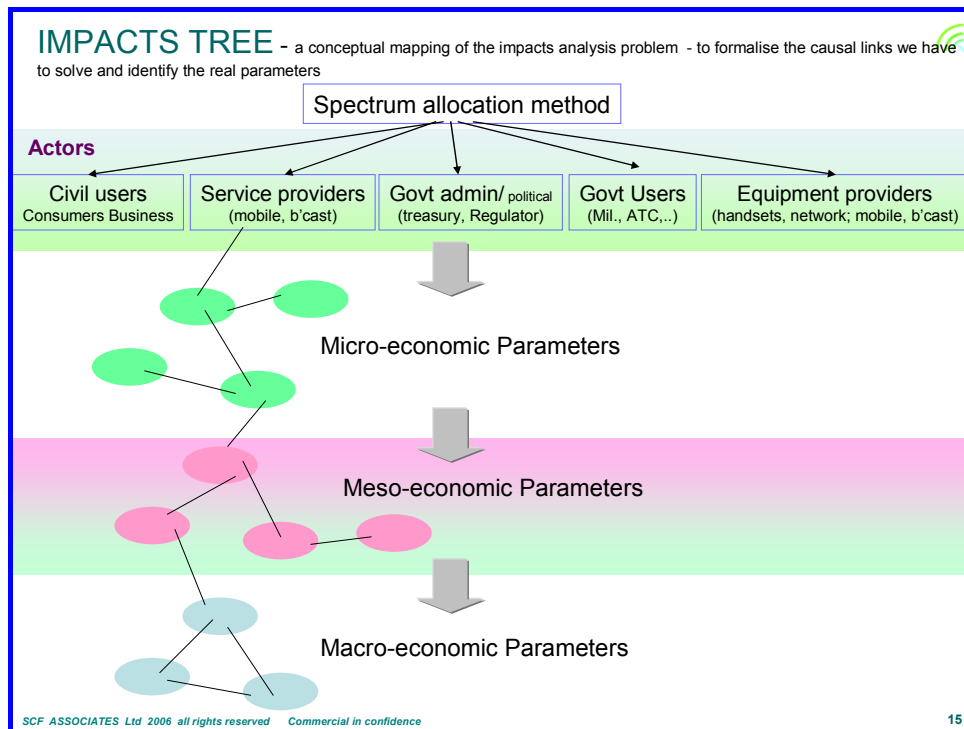 IMPACTS TREE - a conceptual mapping of the impacts analysis problem - to formalise the causal links we have
to solve and identify the real parameters
Spectrum allocation method
Actors
Civil users
Consumers Business
Service providers
(mobile, b'cast)
Govt admin/ political
(treasury, Regulator)
Govt Users
(Mil., ATC,..)
Equipment providers
(handsets, network; mobile, b'cast)
Micro-economic Parameters
Meso-economic Parameters
Macro-economic Parameters
SCF ASSOCIATES Ltd 2006 all rights reserved Commercial in confidence
15